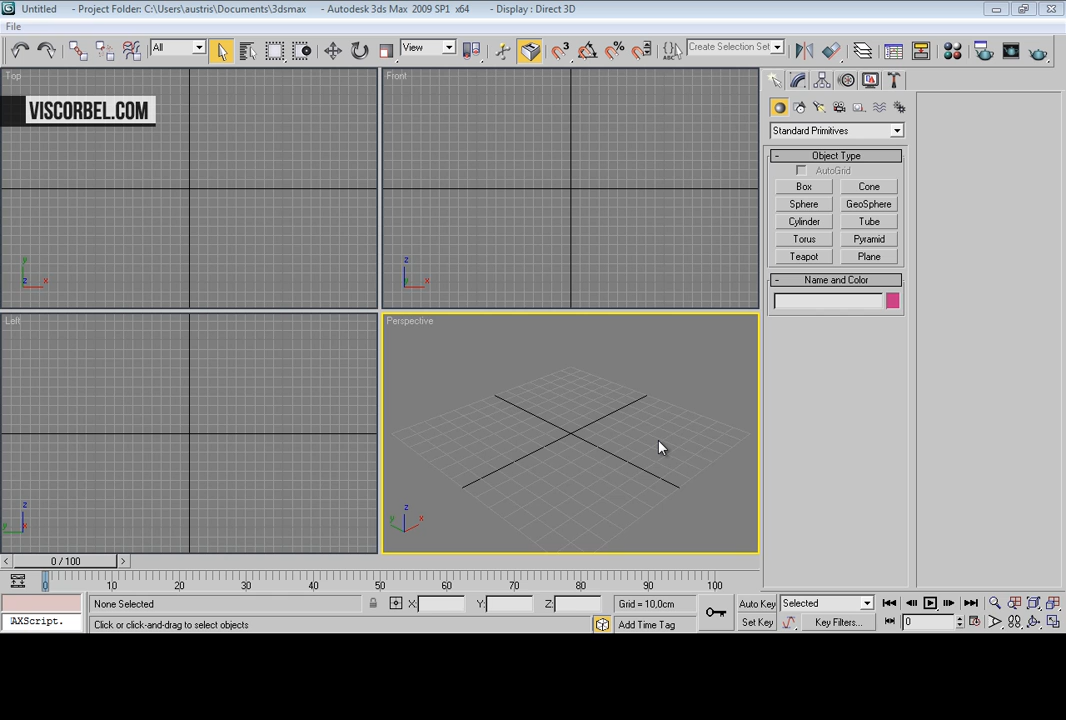 Untitled - Project Folder: C:\Users\austris\Documents\3dsmax - Autodesk 3ds Max 2009 SP1 x64 - Display : Direct 3D
File
All View Create Selection Set
Top Front
VISCORBEL.COM
Standard Primitives
Object Type
AutoGrid
Box Cone
Sphere GeoSphere
Cylinder Tube
Torus Pyramid
Teapot Plane
Name and Color
y z
z x y x
Left Perspective
z z
y x y x
0 / 100
0 10 20 30 40 50 60 70 80 90 100
None Selected X: Y: Z: Grid = 10,0cm Auto Key Selected
AXScript. Click or click-and-drag to select objects Add Time Tag Set Key Key Filters... 0